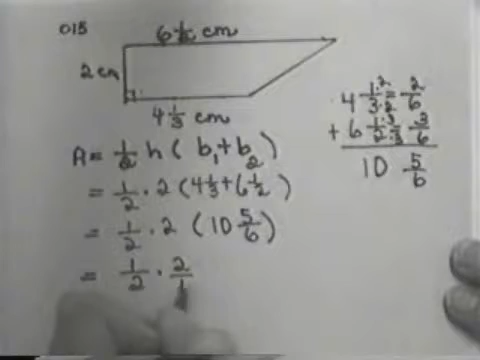 015
6 1/2 cm
2 cm
4 1/3 cm
4 1/3 · 2/2 = 2/6
+ 6 1/2 · 3/3 = 3/6
10 5/6
A = 1/2 h ( b₁ + b₂ )
= 1/2 · 2 ( 4 1/3 + 6 1/2 )
= 1/2 · 2 ( 10 5/6 )
= 1/2 · 2/1